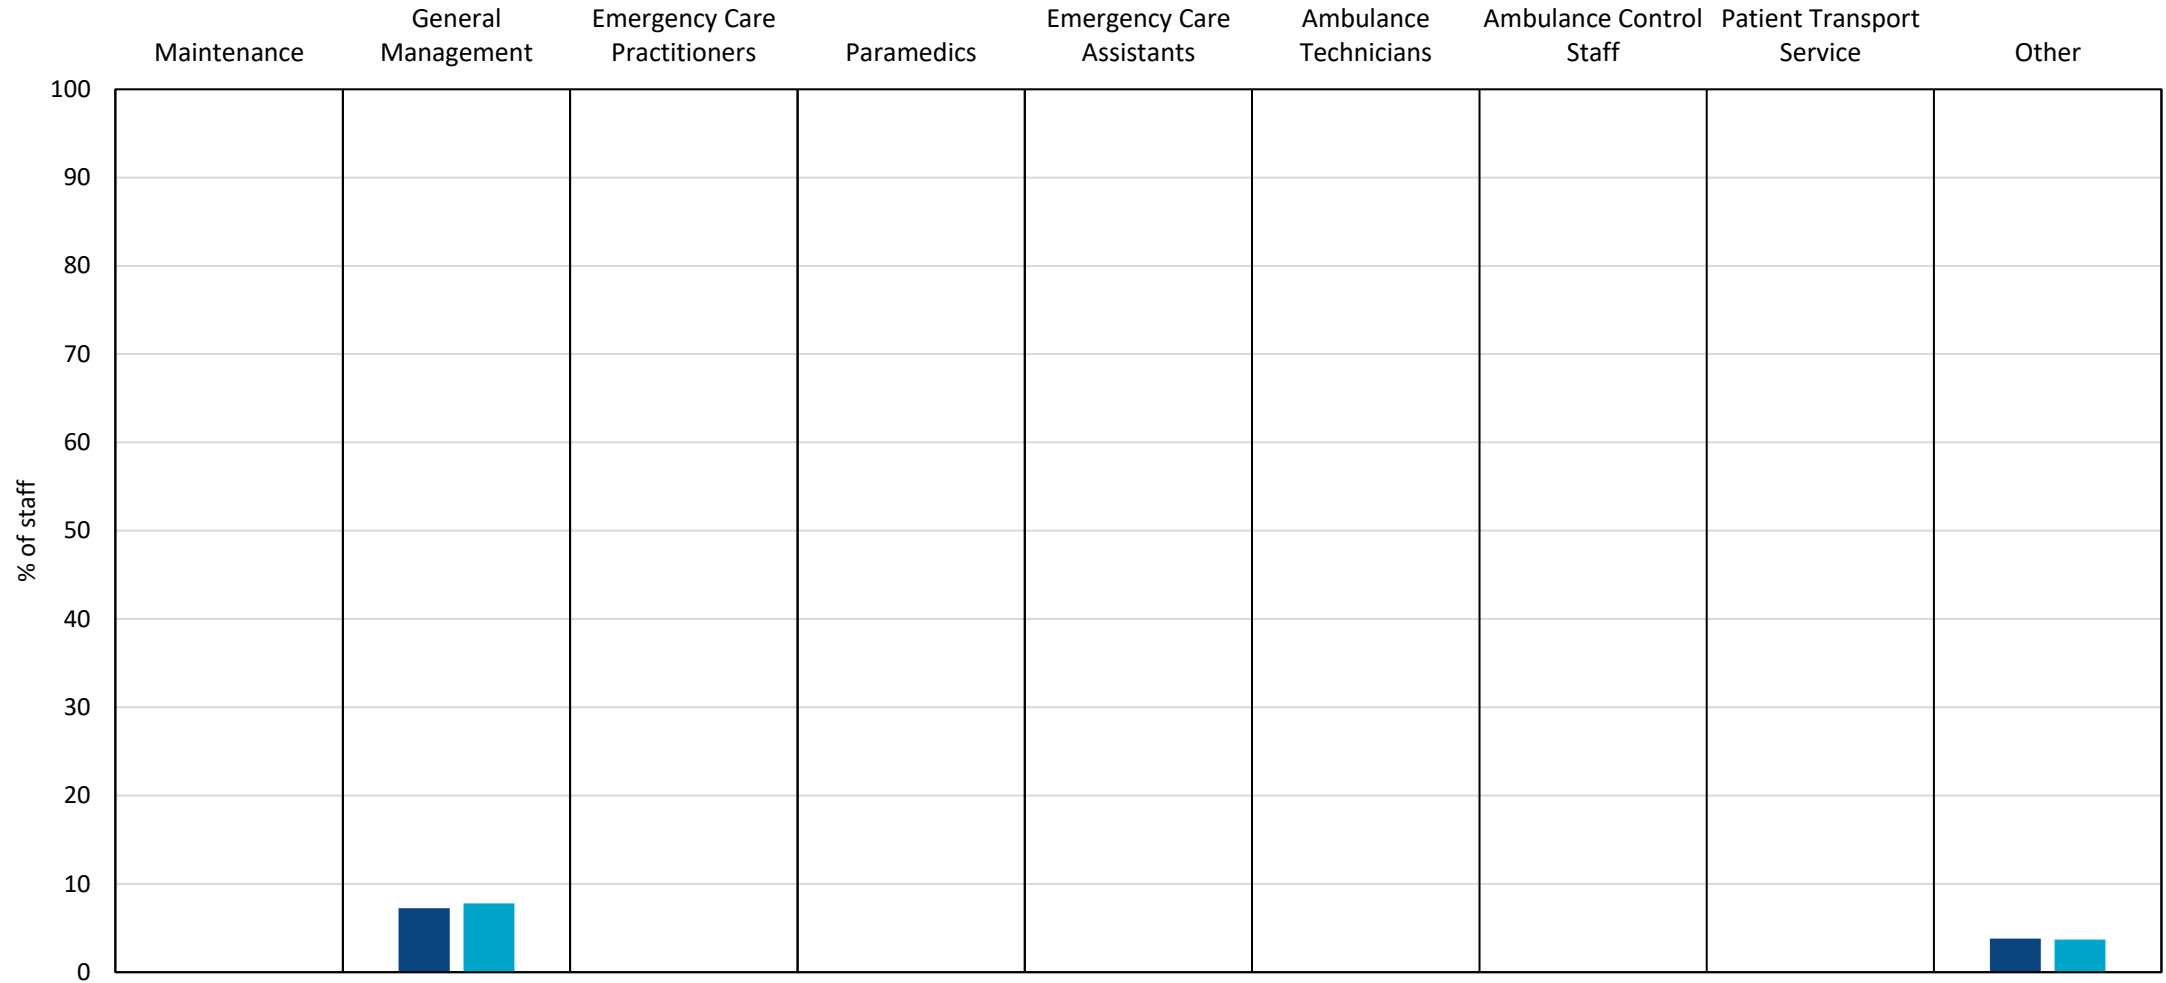 Maintenance
General
Management
Emergency Care
Practitioners
Paramedics
Emergency Care
Assistants
Ambulance
Technicians
Ambulance Control
Staff
Patient Transport
Service
Other
100
90
80
70
60
50
40
30
20
10
0
% of staff